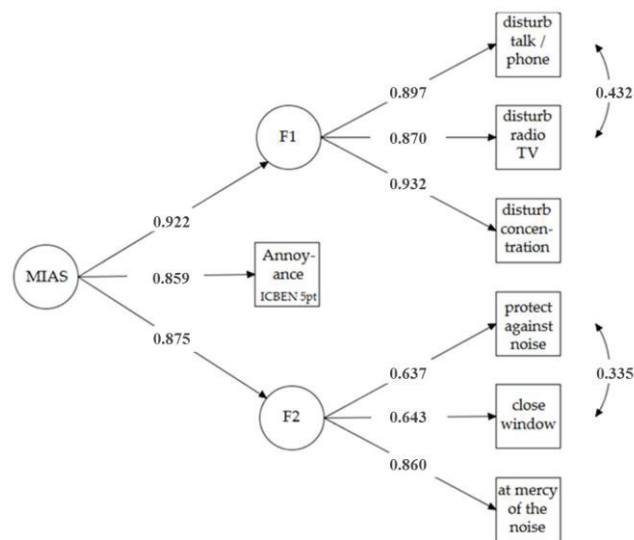 disturb
talk /
phone
0.897
0.432
disturb
radio
TV
F1
0.870
0.932
disturb
concen-
tration
0.922
MIAS
0.859
Annoy-
ance
ICBEN 5pt
0.875
protect
against
noise
0.637
0.335
F2
0.643
close
window
0.860
at mercy
of the
noise